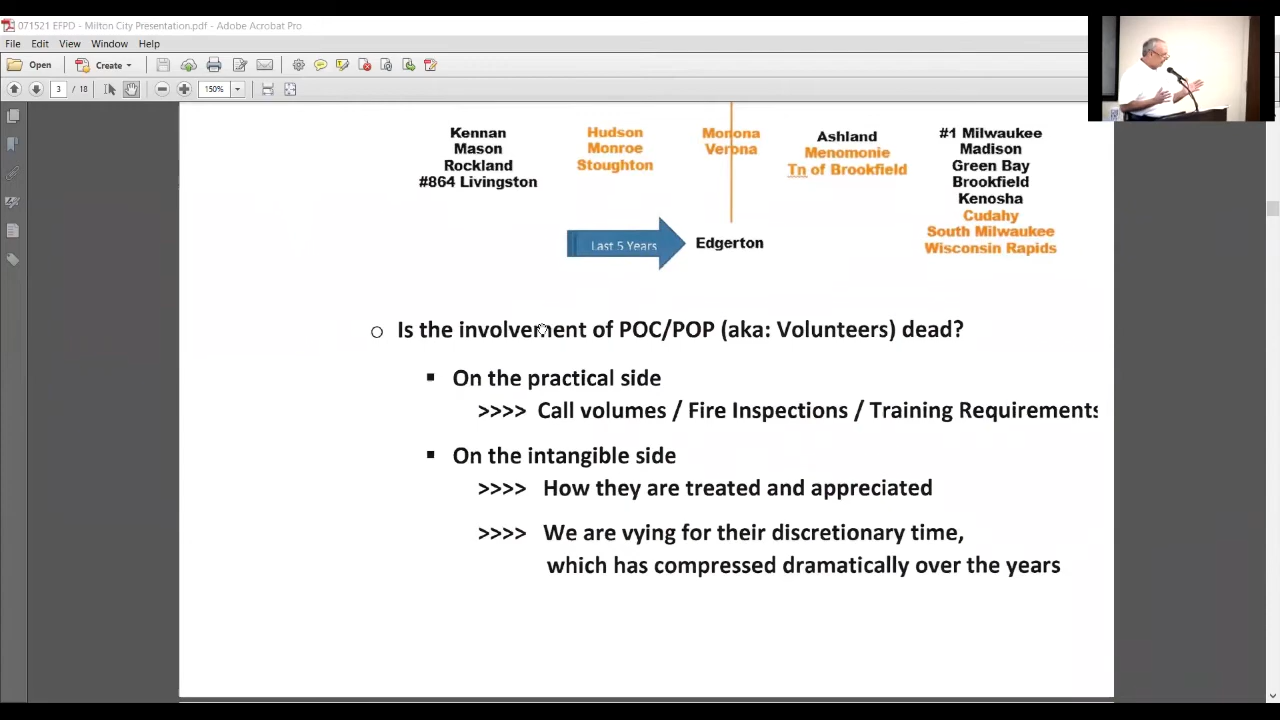 071521 EFPD - Milton City Presentation.pdf - Adobe Acrobat Pro
File Edit View Window Help
Open Create
3 / 18 150%
Kennan
Mason
Rockland
#864 Livingston
Hudson
Monroe
Stoughton
Monona
Verona
Ashland
Menomonie
Tn of Brookfield
#1 Milwaukee
Madison
Green Bay
Brookfield
Kenosha
Cudahy
South Milwaukee
Wisconsin Rapids
Last 5 Years
Edgerton
Is the involvement of POC/POP (aka: Volunteers) dead?
On the practical side
>>>> Call volumes / Fire Inspections / Training Requirements
On the intangible side
>>>> How they are treated and appreciated
>>>> We are vying for their discretionary time,
which has compressed dramatically over the years